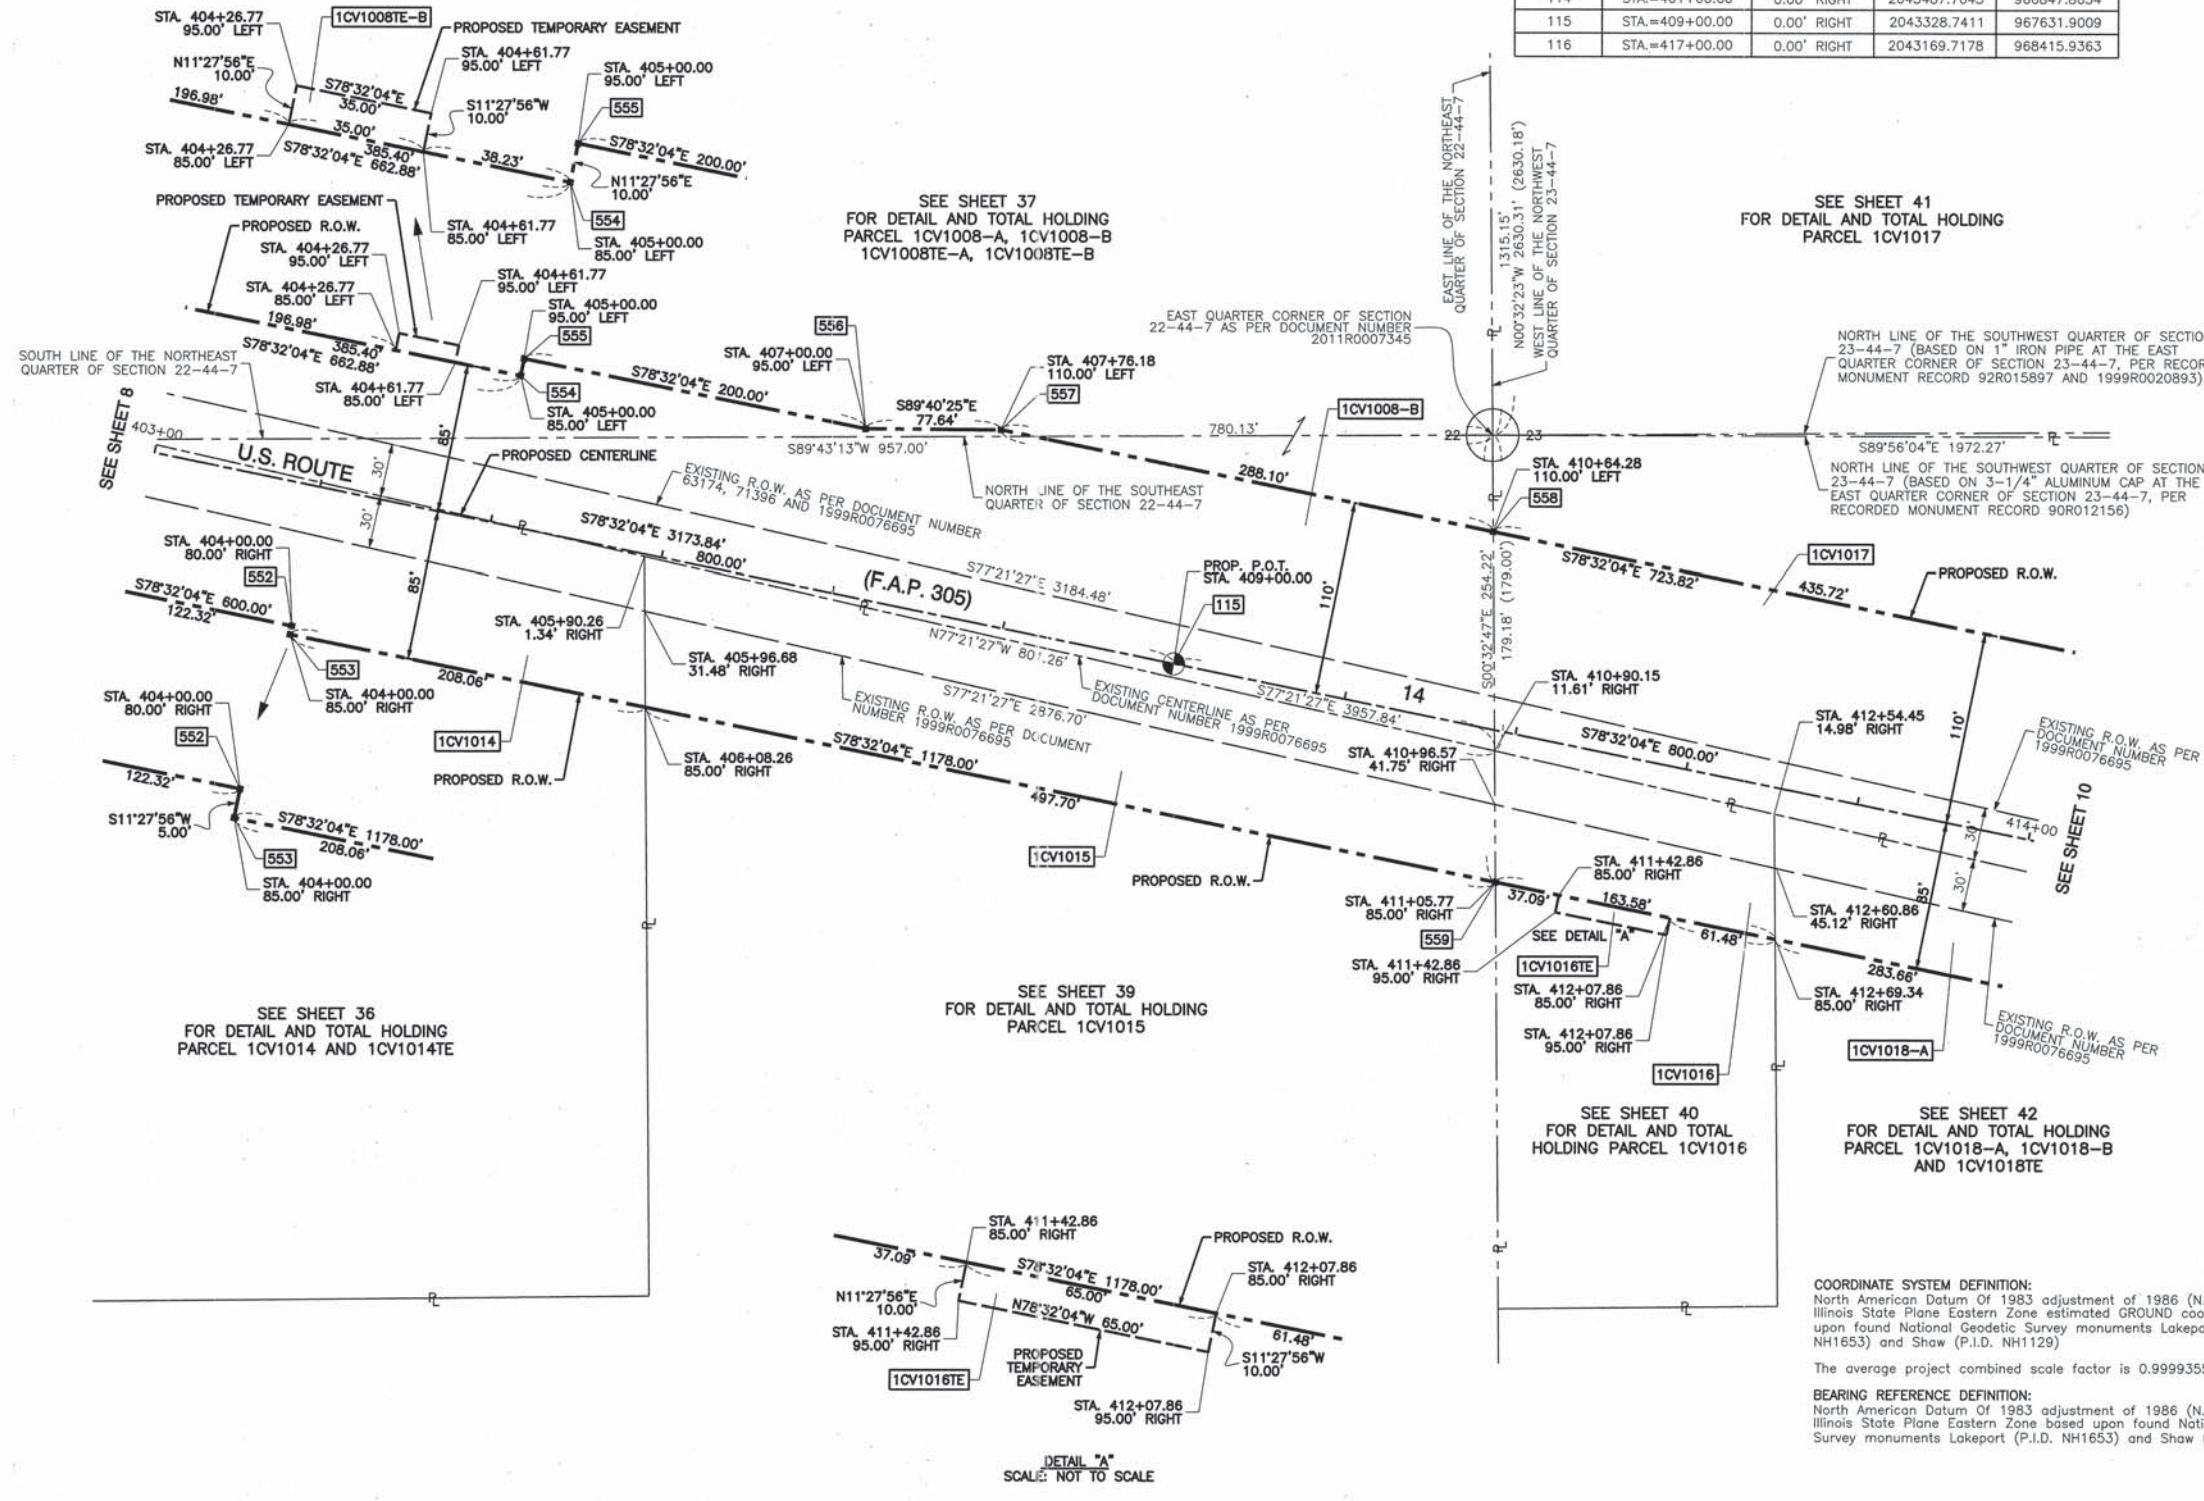 115 STA.=409+00.00 0.00' RIGHT 2043328.7411 967631.9009
116 STA.=417+00.00 0.00' RIGHT 2043169.7178 968415.9363
STA. 404+26.77
95.00' LEFT
1CV1008TE-B
PROPOSED TEMPORARY EASEMENT
STA. 404+61.77
95.00' LEFT
N11°27'56"E
10.00'
S78°32'04"E
35.00'
196.98'
S11°27'56"W
10.00'
STA. 405+00.00
95.00' LEFT
555
35.00'
385.40'
S78°32'04"E 662.88'
38.23'
S78°32'04"E 200.00'
STA. 404+26.77
85.00' LEFT
N11°27'56"E
10.00'
554
STA. 404+61.77
85.00' LEFT
STA. 405+00.00
85.00' LEFT
PROPOSED TEMPORARY EASEMENT
PROPOSED R.O.W.
STA. 404+26.77
95.00' LEFT
STA. 404+26.77
85.00' LEFT
STA. 404+61.77
95.00' LEFT
STA. 405+00.00
95.00' LEFT
555
196.98'
385.40'
S78°32'04"E 662.88'
STA. 404+61.77
85.00' LEFT
554
STA. 405+00.00
85.00' LEFT
SOUTH LINE OF THE NORTHEAST
QUARTER OF SECTION 22-44-7
SEE SHEET 8
403+00
SEE SHEET 37
FOR DETAIL AND TOTAL HOLDING
PARCEL 1CV1008-A, 1CV1008-B
1CV1008TE-A, 1CV1008TE-B
S78°32'04"E 200.00'
556
STA. 407+00.00
95.00' LEFT
S89°40'25"E
77.64'
STA. 407+76.18
110.00' LEFT
557
EAST QUARTER CORNER OF SECTION
22-44-7 AS PER DOCUMENT NUMBER
2011R0007345
1CV1008-B
780.13'
S89°43'13"W 957.00'
NORTH LINE OF THE SOUTHEAST
QUARTER OF SECTION 22-44-7
288.10'
EAST LINE OF THE NORTHEAST
QUARTER OF SECTION 22-44-7
1315.15'
N00°32'23"W 2630.31' (2630.18')
WEST LINE OF THE NORTHWEST
QUARTER OF SECTION 23-44-7
PL
22
23
SEE SHEET 41
FOR DETAIL AND TOTAL HOLDING
PARCEL 1CV1017
NORTH LINE OF THE SOUTHWEST QUARTER OF
23-44-7 (BASED ON 1" IRON PIPE AT THE EAST
QUARTER CORNER OF SECTION 23-44-7, PER
MONUMENT RECORD 92R015897 AND 1999R0020893)
PL
S89°56'04"E 1972.27'
NORTH LINE OF THE SOUTHWEST QUARTER OF SECTION
23-44-7 (BASED ON 3-1/4" ALUMINUM CAP AT THE
EAST QUARTER CORNER OF SECTION 23-44-7, PER
RECORDED MONUMENT RECORD 90R012156)
STA. 410+64.28
110.00' LEFT
558
PL
U.S. ROUTE
PROPOSED CENTERLINE
85'
30'
30'
85'
PL
EXISTING R.O.W. AS PER DOCUMENT NUMBER
63174, 71396 AND 1999R0076695
S78°32'04"E 3173.84'
800.00'
(F.A.P. 305)
S77°21'27"E 3184.48'
PROP. P.O.T.
STA. 409+00.00
115
110'
S00°32'47"E 254.22'
179.18' (179.00')
S78°32'04"E 723.82'
1CV1017
435.72'
PROPOSED R.O.W.
STA. 404+00.00
80.00' RIGHT
552
S78°32'04"E 600.00'
122.32'
553
STA. 404+00.00
85.00' RIGHT
208.06'
STA. 405+90.26
1.34' RIGHT
STA. 405+96.68
31.48' RIGHT
PL
N77°21'27"W 801.26'
EXISTING R.O.W. AS PER DOCUMENT
NUMBER 1999R0076695
S77°21'27"E 2876.70'
EXISTING CENTERLINE AS PER
DOCUMENT NUMBER 1999R0076695
S77°21'27"E 3957.84'
14
STA. 410+90.15
11.61' RIGHT
STA. 410+96.57
41.75' RIGHT
S78°32'04"E 800.00'
STA. 412+54.45
14.98' RIGHT
110'
EXISTING R.O.W. AS PER
DOCUMENT NUMBER
1999R0076695
PL
PL
30'
30'
414+00
SEE SHEET 10
STA. 404+00.00
80.00' RIGHT
552
122.32'
S11°27'56"W
5.00'
S78°32'04"E 1178.00'
208.06'
553
STA. 404+00.00
85.00' RIGHT
1CV1014
PROPOSED R.O.W.
STA. 406+08.26
85.00' RIGHT
S78°32'04"E 1178.00'
497.70'
1CV1015
PROPOSED R.O.W.
PL
STA. 411+05.77
85.00' RIGHT
559
37.09'
STA. 411+42.86
85.00' RIGHT
163.58'
SEE DETAIL "A"
61.48'
STA. 411+42.86
95.00' RIGHT
1CV1016TE
STA. 412+07.86
85.00' RIGHT
STA. 412+07.86
95.00' RIGHT
1CV1016
STA. 412+60.86
45.12' RIGHT
85'
283.66'
STA. 412+69.34
85.00' RIGHT
1CV1018-A
EXISTING R.O.W. AS PER
DOCUMENT NUMBER
1999R0076695
PL
SEE SHEET 36
FOR DETAIL AND TOTAL HOLDING
PARCEL 1CV1014 AND 1CV1014TE
SEE SHEET 39
FOR DETAIL AND TOTAL HOLDING
PARCEL 1CV1015
SEE SHEET 40
FOR DETAIL AND TOTAL
HOLDING PARCEL 1CV1016
SEE SHEET 42
FOR DETAIL AND TOTAL HOLDING
PARCEL 1CV1018-A, 1CV1018-B
AND 1CV1018TE
PL
PL
PL
37.09'
STA. 411+42.86
85.00' RIGHT
PROPOSED R.O.W.
S78°32'04"E 1178.00'
65.00'
STA. 412+07.86
85.00' RIGHT
N11°27'56"E
10.00'
N78°32'04"W 65.00'
61.48'
STA. 411+42.86
95.00' RIGHT
PROPOSED
TEMPORARY
EASEMENT
S11°27'56"W
10.00'
1CV1016TE
STA. 412+07.86
95.00' RIGHT
DETAIL "A"
SCALE: NOT TO SCALE
COORDINATE SYSTEM DEFINITION:
North American Datum Of 1983 adjustment of 1986
Illinois State Plane Eastern Zone estimated GROUND
upon found National Geodetic Survey monuments
NH1653) and Shaw (P.I.D. NH1129)
The average project combined scale factor is
BEARING REFERENCE DEFINITION:
North American Datum Of 1983 adjustment of 1986
Illinois State Plane Eastern Zone based upon found
Survey monuments Lakeport (P.I.D. NH1653) and Shaw